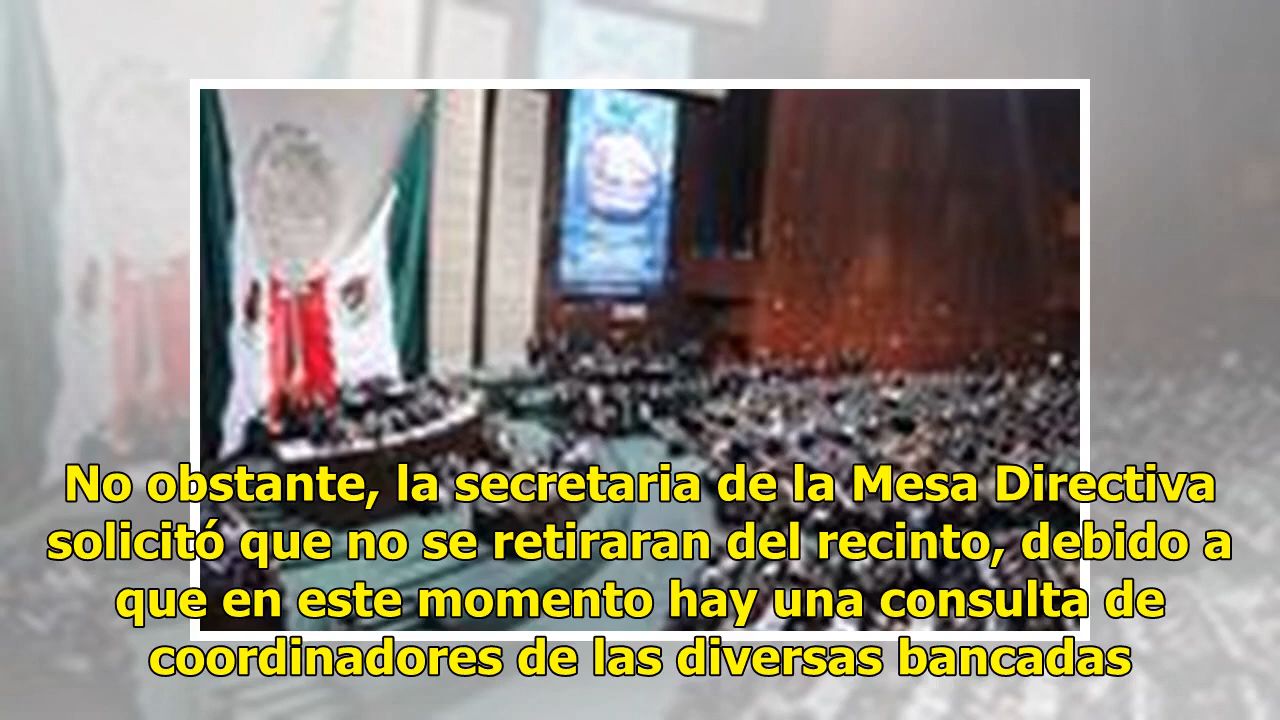 No obstante, la secretaria de la Mesa Directiva
solicitó que no se retiraran del recinto, debido a
que en este momento hay una consulta de
coordinadores de las diversas bancadas